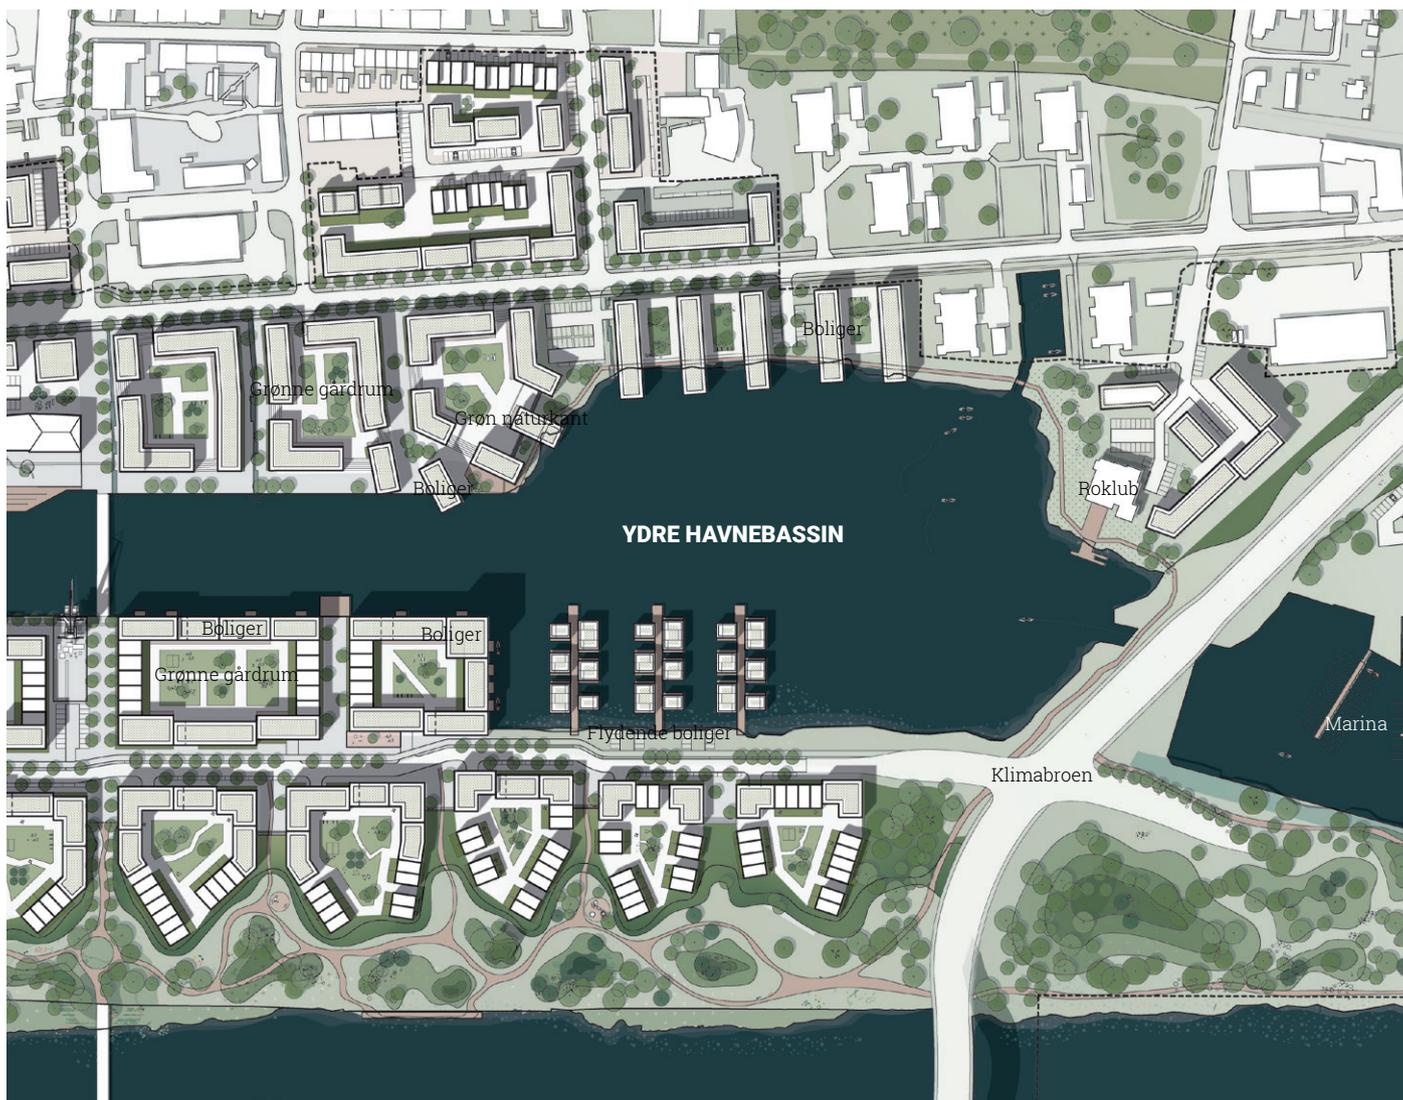 Boliger
Grønne gårdrum
Grøn naturkant
Boliger
Roklub
YDRE HAVNEBASSIN
Boliger
Boliger
Grønne gårdrum
Flydende boliger
Marina
Klimabroen